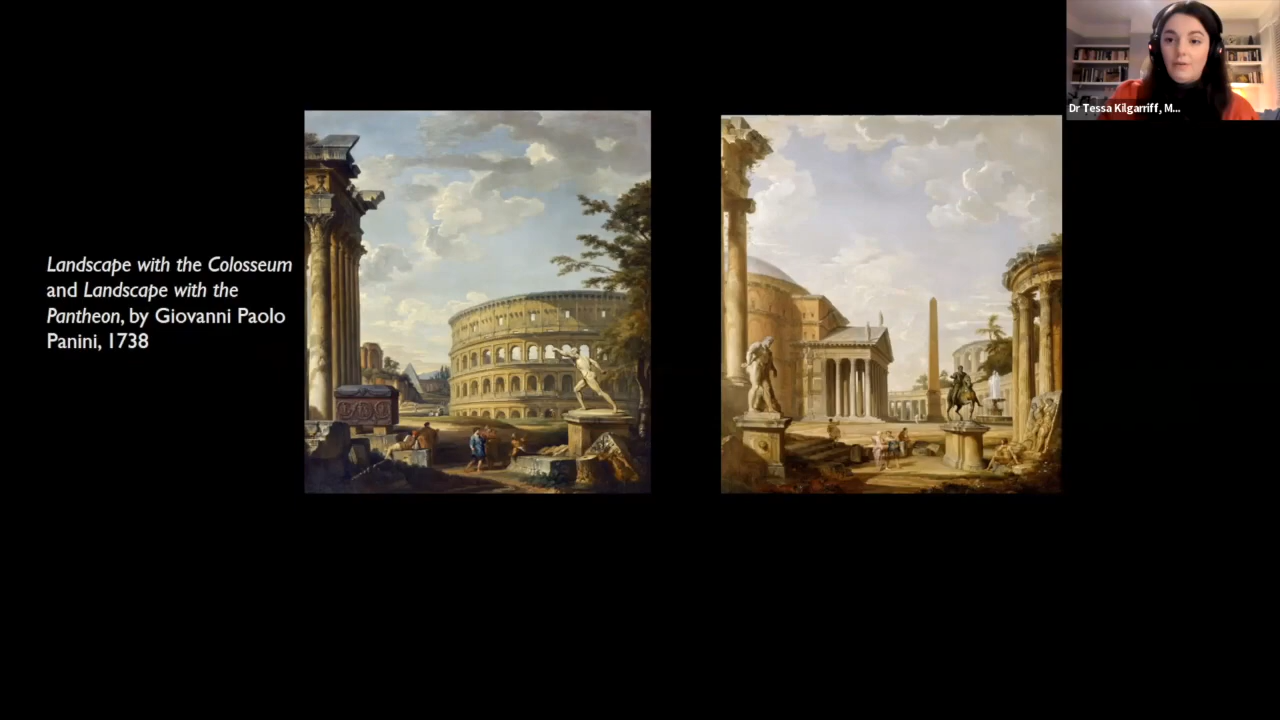 Landscape with the Colosseum
and Landscape with the
Pantheon, by Giovanni Paolo
Panini, 1738
Dr Tessa Kilgarriff, M...